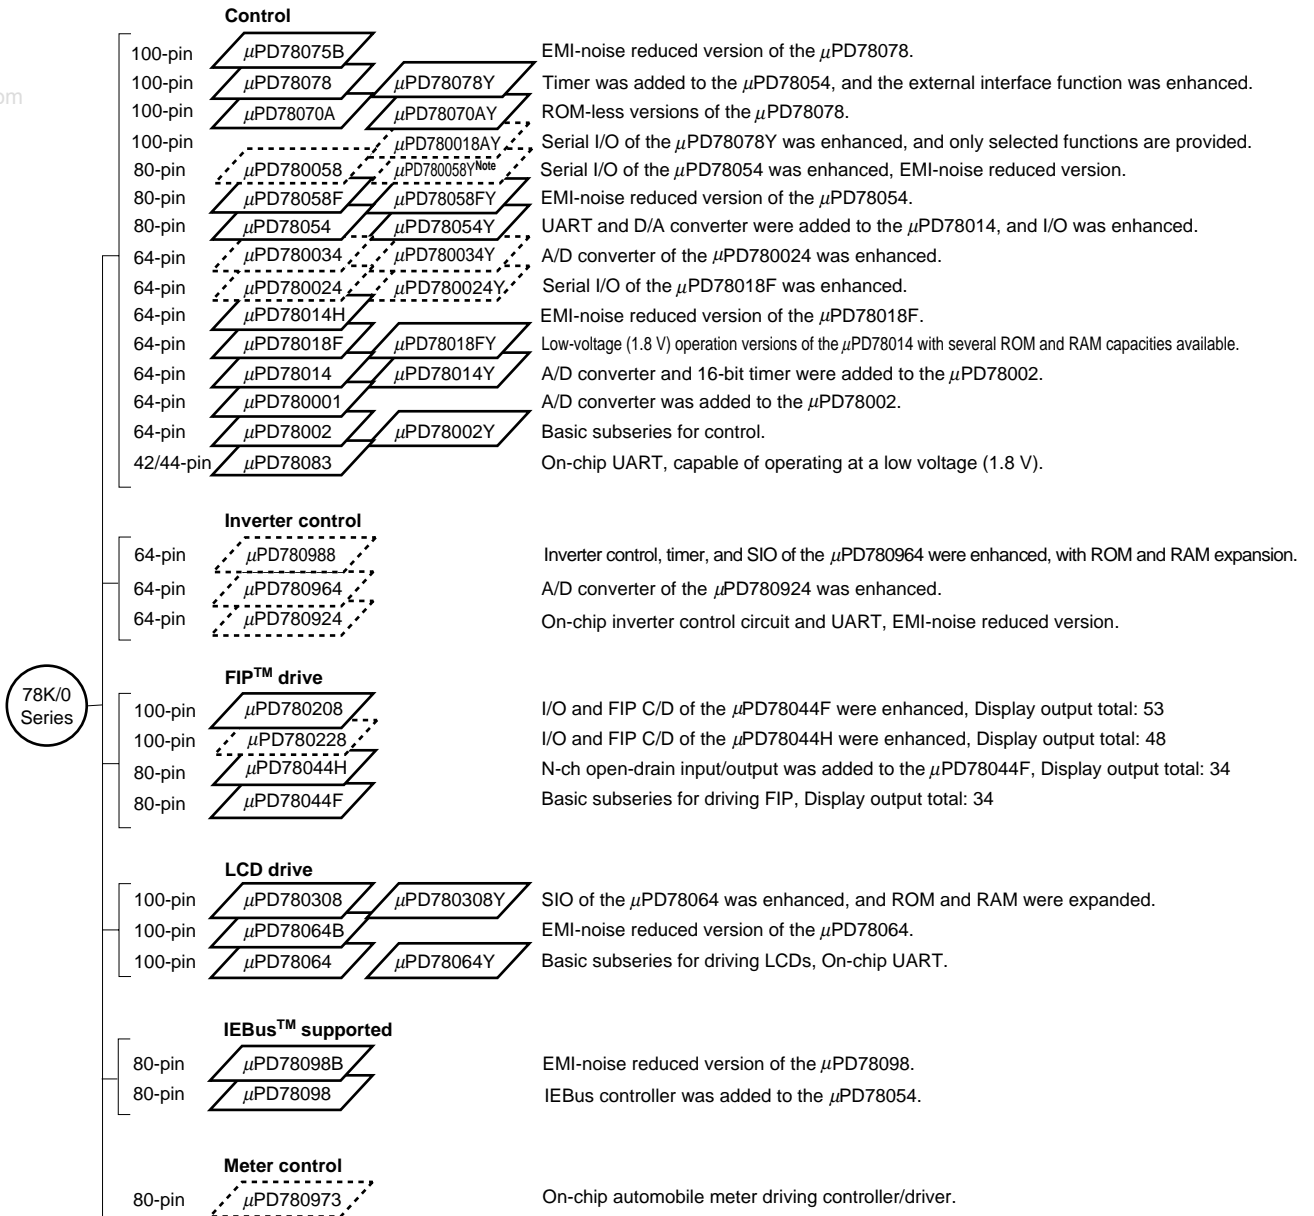 Control
100-pin μPD78075B EMI-noise reduced version of the μPD78078.
om
100-pin μPD78078 μPD78078Y Timer was added to the μPD78054, and the external interface function was enhanced.
100-pin μPD78070A μPD78070AY ROM-less versions of the μPD78078.
100-pin μPD780018AY Serial I/O of the μPD78078Y was enhanced, and only selected functions are provided.
80-pin μPD780058 μPD780058YNote Serial I/O of the μPD78054 was enhanced, EMI-noise reduced version.
80-pin μPD78058F μPD78058FY EMI-noise reduced version of the μPD78054.
80-pin μPD78054 μPD78054Y UART and D/A converter were added to the μPD78014, and I/O was enhanced.
64-pin μPD780034 μPD780034Y A/D converter of the μPD780024 was enhanced.
64-pin μPD780024 μPD780024Y Serial I/O of the μPD78018F was enhanced.
64-pin μPD78014H EMI-noise reduced version of the μPD78018F.
64-pin μPD78018F μPD78018FY Low-voltage (1.8 V) operation versions of the μPD78014 with several ROM and RAM capacities available.
64-pin μPD78014 μPD78014Y A/D converter and 16-bit timer were added to the μPD78002.
64-pin μPD780001 A/D converter was added to the μPD78002.
64-pin μPD78002 μPD78002Y Basic subseries for control.
42/44-pin μPD78083 On-chip UART, capable of operating at a low voltage (1.8 V).
Inverter control
64-pin μPD780988 Inverter control, timer, and SIO of the μPD780964 were enhanced, with ROM and RAM expansion.
64-pin μPD780964 A/D converter of the μPD780924 was enhanced.
64-pin μPD780924 On-chip inverter control circuit and UART, EMI-noise reduced version.
78K/0
Series
FIPTM drive
100-pin μPD780208 I/O and FIP C/D of the μPD78044F were enhanced, Display output total: 53
100-pin μPD780228 I/O and FIP C/D of the μPD78044H were enhanced, Display output total: 48
80-pin μPD78044H N-ch open-drain input/output was added to the μPD78044F, Display output total: 34
80-pin μPD78044F Basic subseries for driving FIP, Display output total: 34
LCD drive
100-pin μPD780308 μPD780308Y SIO of the μPD78064 was enhanced, and ROM and RAM were expanded.
100-pin μPD78064B EMI-noise reduced version of the μPD78064.
100-pin μPD78064 μPD78064Y Basic subseries for driving LCDs, On-chip UART.
IEBusTM supported
80-pin μPD78098B EMI-noise reduced version of the μPD78098.
80-pin μPD78098 IEBus controller was added to the μPD78054.
Meter control
80-pin μPD780973 On-chip automobile meter driving controller/driver.